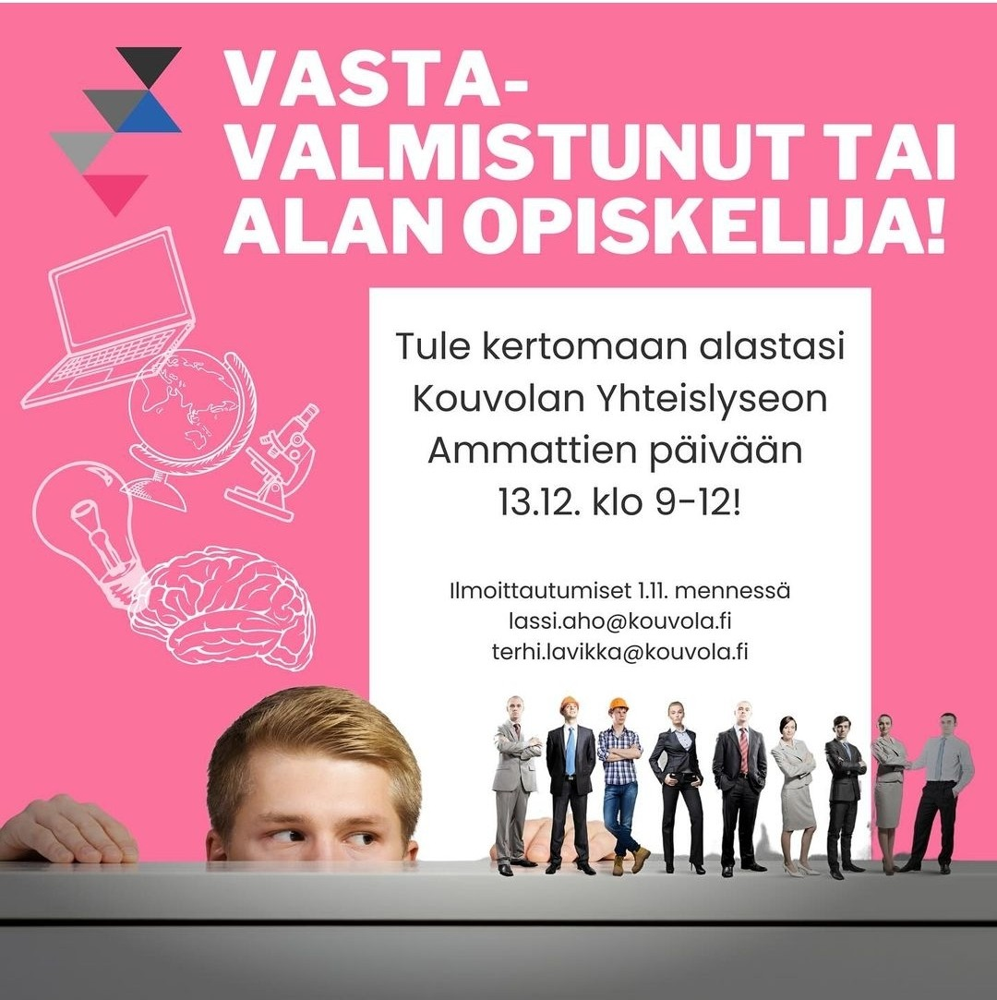 VASTA-
VALMISTUNUT TAI
ALAN OPISKELIJA!
Tule kertomaan alastasi
Kouvolan Yhteislyseon
Ammattien päivään
13.12. klo 9-12!
Ilmoittautumiset 1.11. mennessä
lassi.aho@kouvola.fi
terhi.lavikka@kouvola.fi